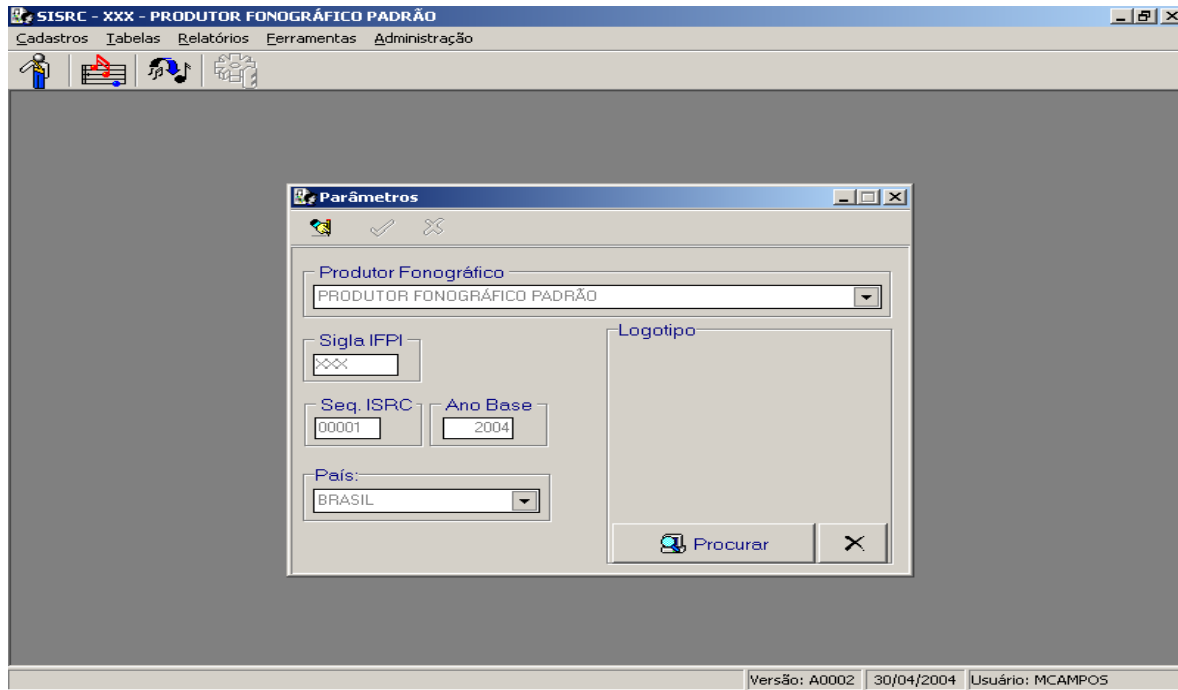 SISRC - XXX - PRODUTOR FONOGRÁFICO PADRÃO
Cadastros Tabelas Relatórios Ferramentas Administração
Parâmetros
Produtor Fonográfico
PRODUTOR FONOGRÁFICO PADRÃO
Sigla IFPI
XXX
Logotipo
Seq. ISRC Ano Base
00001 2004
País:
BRASIL
Procurar
Versão: A0002 30/04/2004 Usuário: MCAMPOS